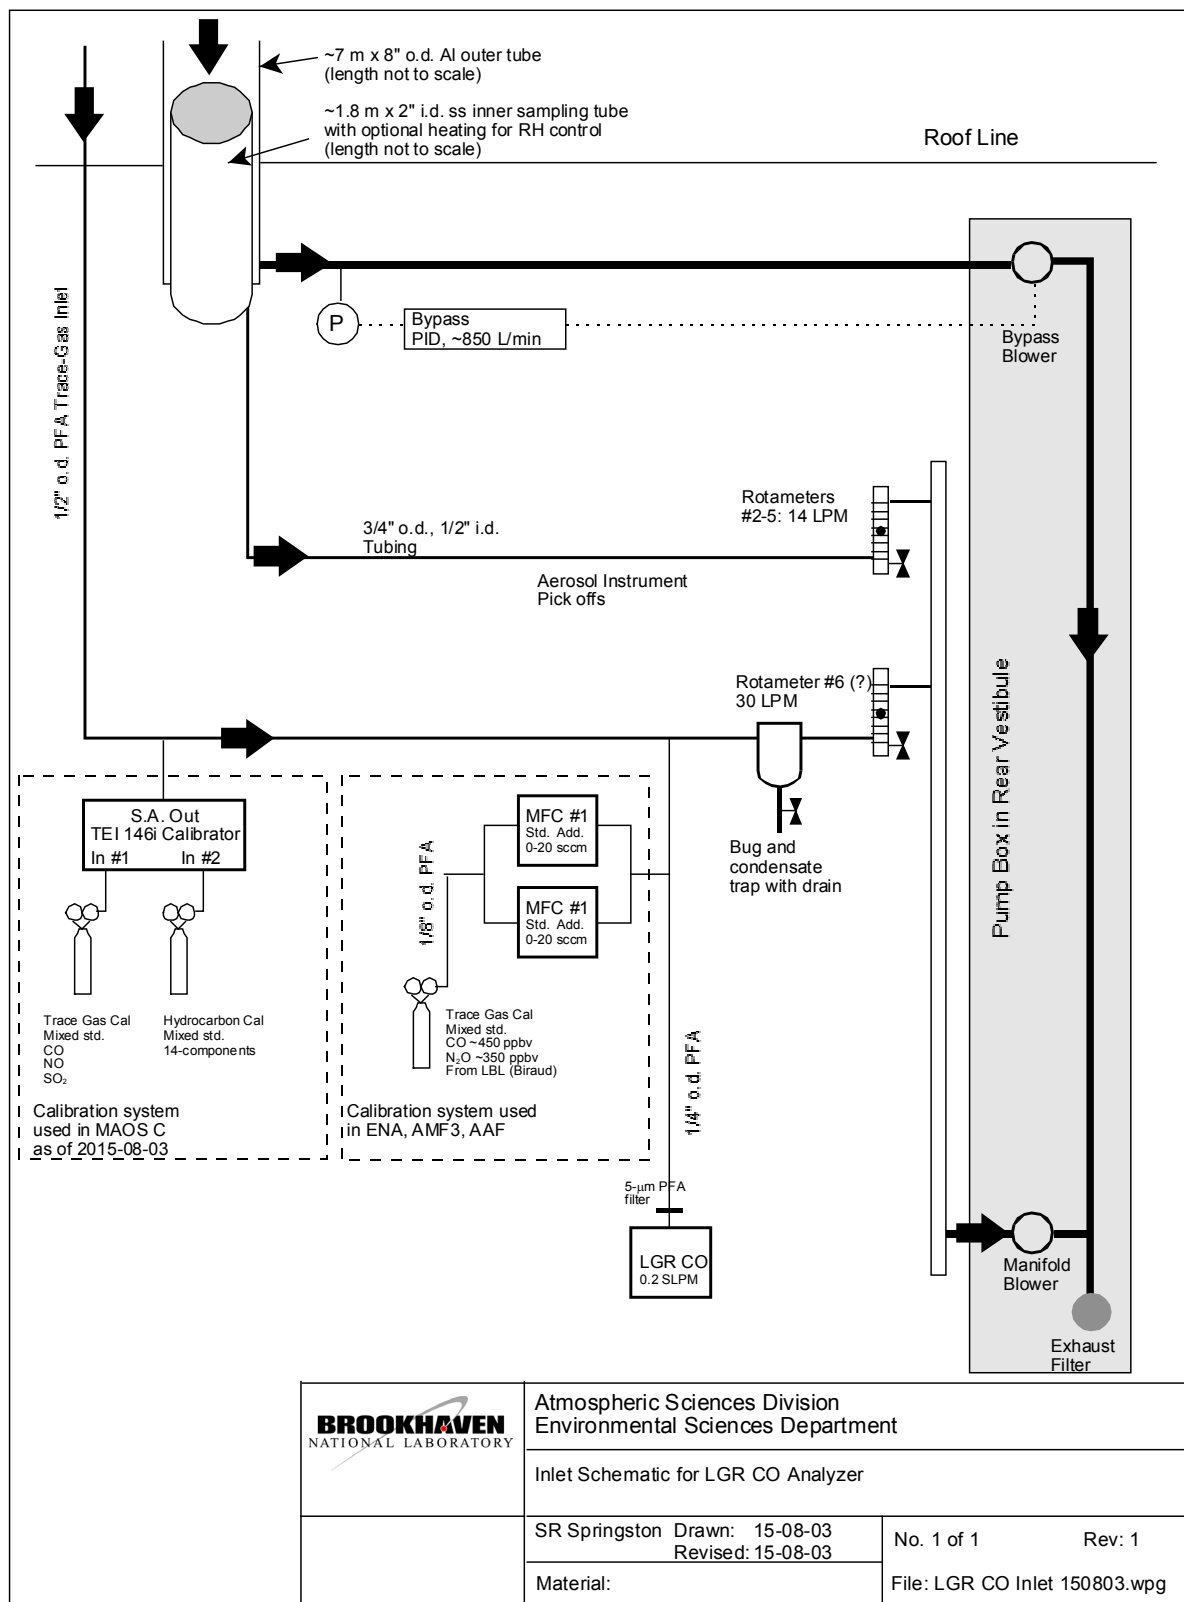 ~7 m x 8" o.d. Al outer tube
(length not to scale)
~1.8 m x 2" i.d. ss inner sampling tube
with optional heating for RH control
(length not to scale)
Roof Line
1/2" o.d. PFA Trace-Gas Inlet
P
Bypass
PID, ~850 L/min
Bypass
Blower
Rotameters
#2-5: 14 LPM
3/4" o.d., 1/2" i.d.
Tubing
Aerosol Instrument
Pick offs
Rotameter #6 (?)
30 LPM
Pump Box in Rear Vestibule
S.A. Out
TEI 146i Calibrator
In #1 In #2
MFC #1
Std. Add.
0-20 sccm
MFC #1
Std. Add.
0-20 sccm
1/8" o.d. PFA
Bug and
condensate
trap with drain
Trace Gas Cal
Mixed std.
CO
NO
SO₂
Hydrocarbon Cal
Mixed std.
14-components
Trace Gas Cal
Mixed std.
CO ~450 ppbv
N₂O ~350 ppbv
From LBL (Biraud)
1/4" o.d. PFA
Calibration system
used in MAOS C
as of 2015-08-03
Calibration system used
in ENA, AMF3, AAF
5-μm PFA
filter
LGR CO
0.2 SLPM
Manifold
Blower
Exhaust
Filter
BROOKHAVEN
NATIONAL LABORATORY
Atmospheric Sciences Division
Environmental Sciences Department
Inlet Schematic for LGR CO Analyzer
SR Springston Drawn: 15-08-03
Revised: 15-08-03
No. 1 of 1 Rev: 1
Material:
File: LGR CO Inlet 150803.wpg